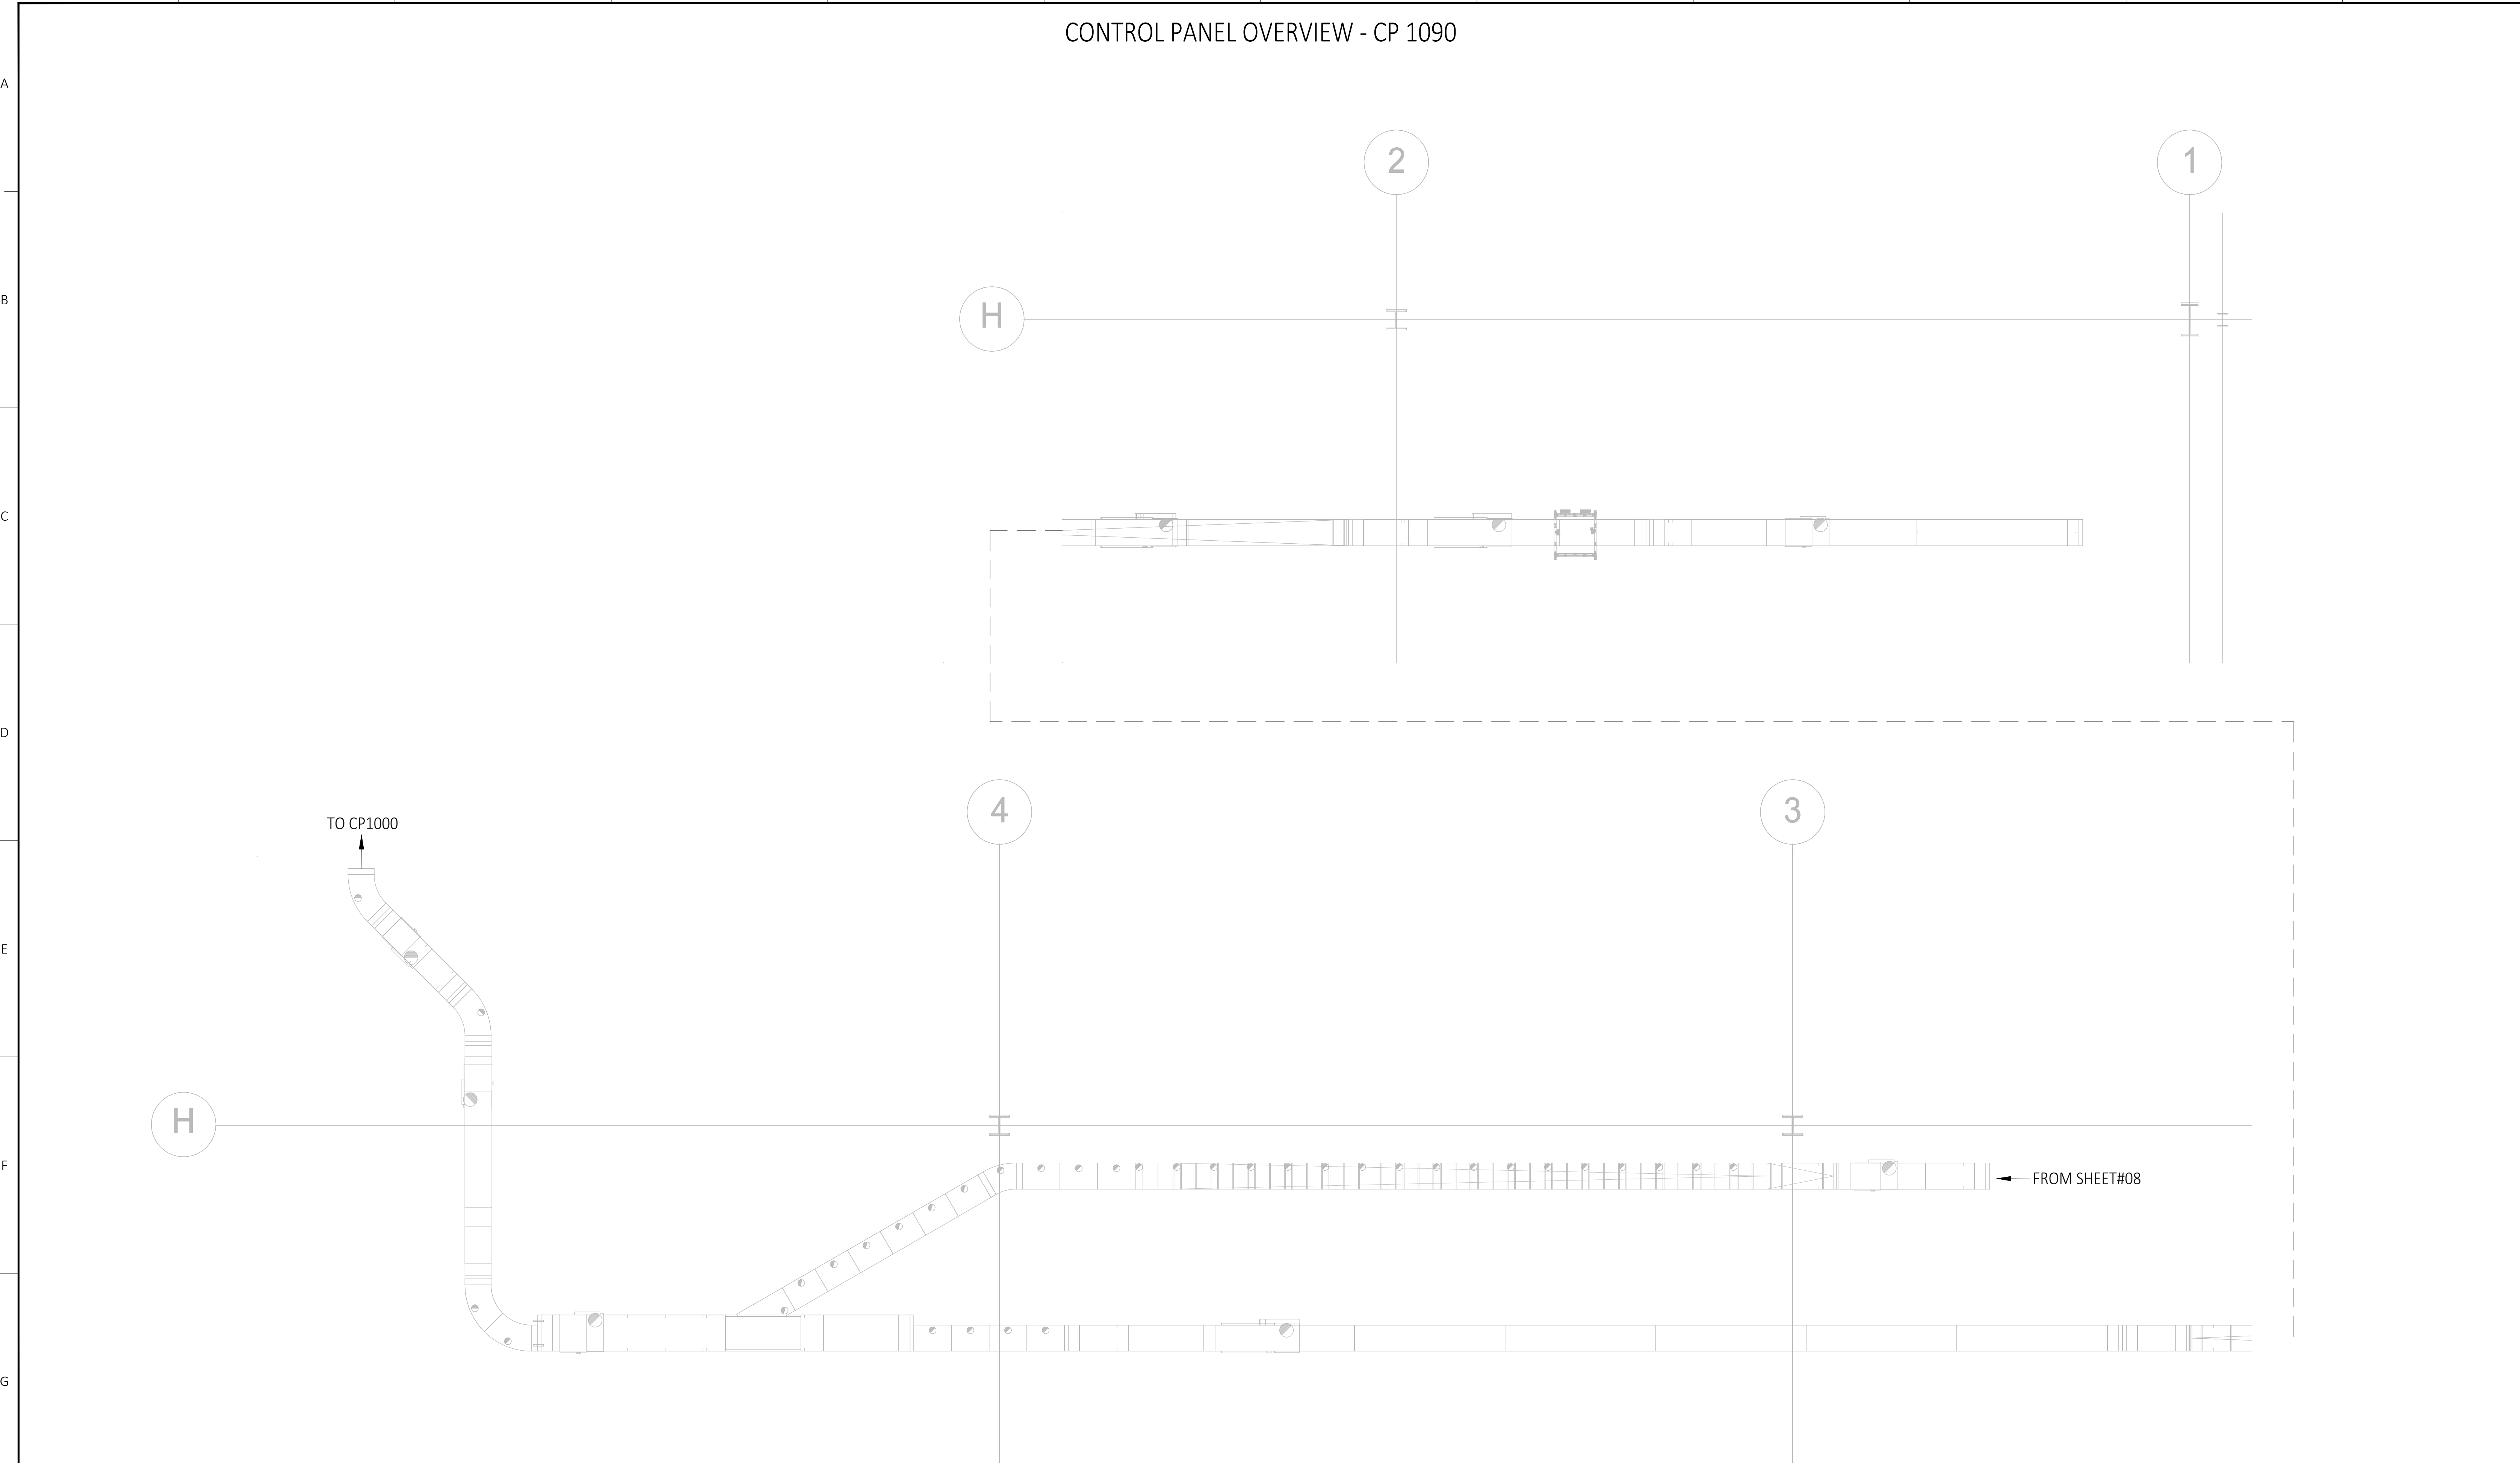 CONTROL PANEL OVERVIEW - CP 1090
A
2
1
B
H
C
D
4
3
TO CP1000
E
H
F
FROM SHEET#08
G